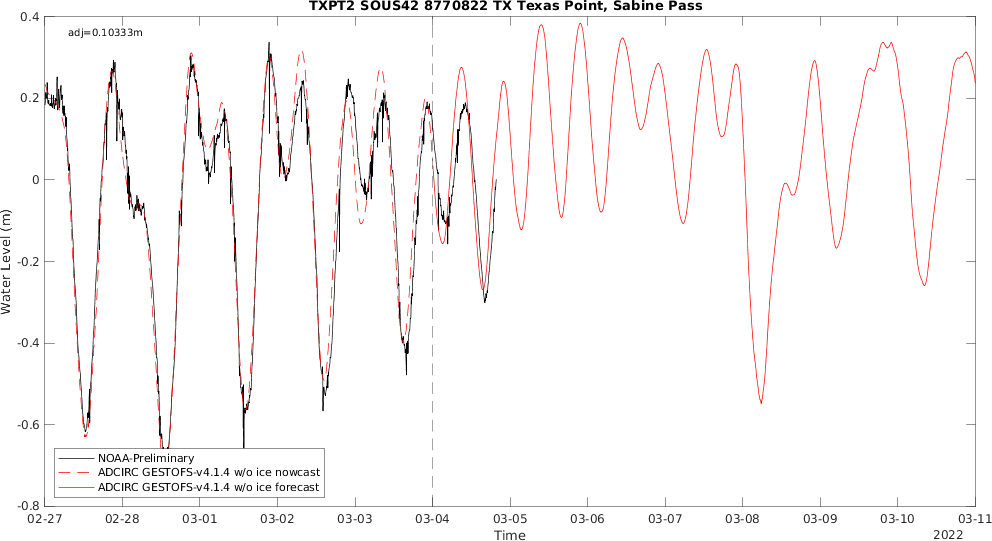 TXPT2 SOUS42 8770822 TX Texas Point, Sabine Pass
adj=0.10333m
0.4
0.2
0
-0.2
-0.4
-0.6
-0.8
Water Level (m)
NOAA-Preliminary
ADCIRC GESTOFS-v4.1.4 w/o ice nowcast
ADCIRC GESTOFS-v4.1.4 w/o ice forecast
02-27 02-28 03-01 03-02 03-03 03-04 03-05 03-06 03-07 03-08 03-09 03-10 03-11
Time
2022